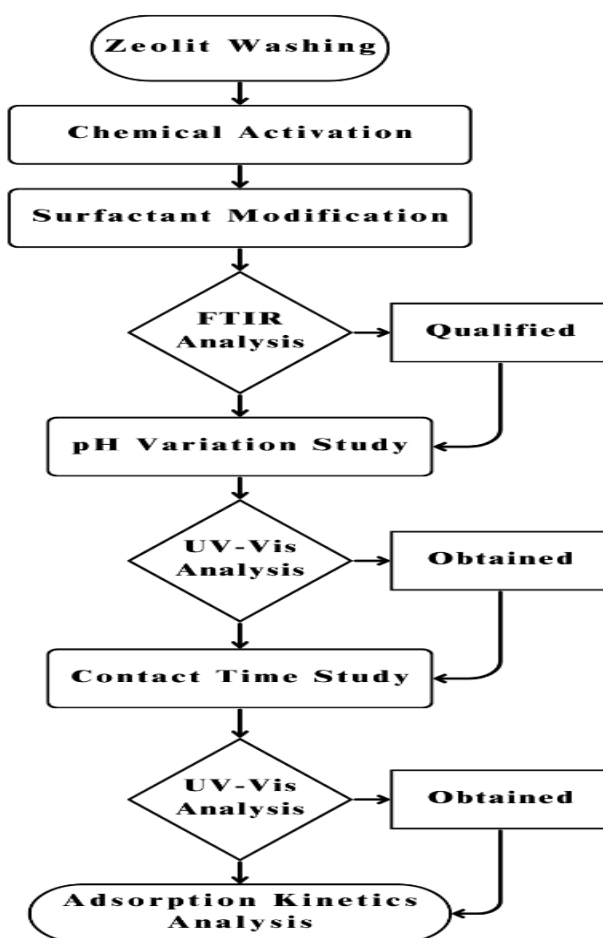 Zeolit Washing
Chemical Activation
Surfactant Modification
FTIR
Analysis
Qualified
pH Variation Study
UV-Vis
Analysis
Obtained
Contact Time Study
UV-Vis
Analysis
Obtained
Adsorption Kinetics
Analysis